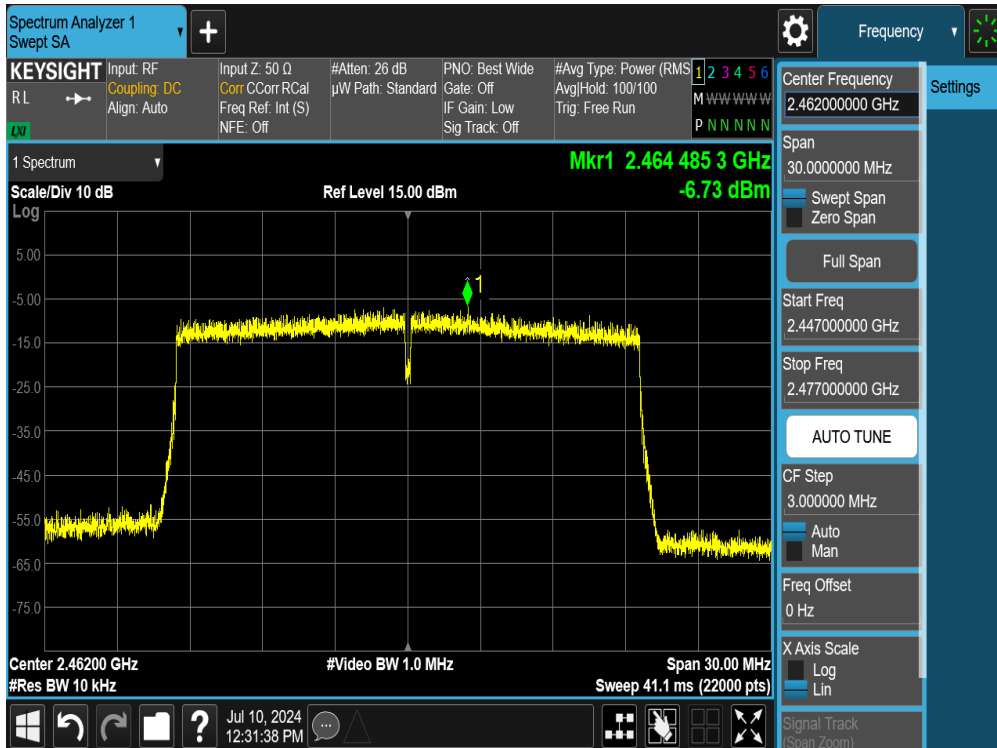 Spectrum Analyzer 1
Swept SA
+
Frequency
KEYSIGHT
R L
LXI
Input: RF
Coupling: DC
Align: Auto
Input Z: 50 Ω
Corr CCorr RCal
Freq Ref: Int (S)
NFE: Off
#Atten: 26 dB
µW Path: Standard
PNO: Best Wide
Gate: Off
IF Gain: Low
Sig Track: Off
#Avg Type: Power (RMS
Avg|Hold: 100/100
Trig: Free Run
1 2 3 4 5 6
M W W W W W
P N N N N N
Center Frequency
2.462000000 GHz
Settings
Span
30.0000000 MHz
Swept Span
Zero Span
Full Span
Start Freq
2.447000000 GHz
Stop Freq
2.477000000 GHz
AUTO TUNE
CF Step
3.000000 MHz
Auto
Man
Freq Offset
0 Hz
X Axis Scale
Log
Lin
Signal Track
(Span Zoom)
1 Spectrum
Mkr1 2.464 485 3 GHz
-6.73 dBm
Scale/Div 10 dB
Ref Level 15.00 dBm
Log
5.00
-5.00
-15.0
-25.0
-35.0
-45.0
-55.0
-65.0
-75.0
1
Center 2.46200 GHz
#Video BW 1.0 MHz
Span 30.00 MHz
#Res BW 10 kHz
Sweep 41.1 ms (22000 pts)
?
Jul 10, 2024
12:31:38 PM